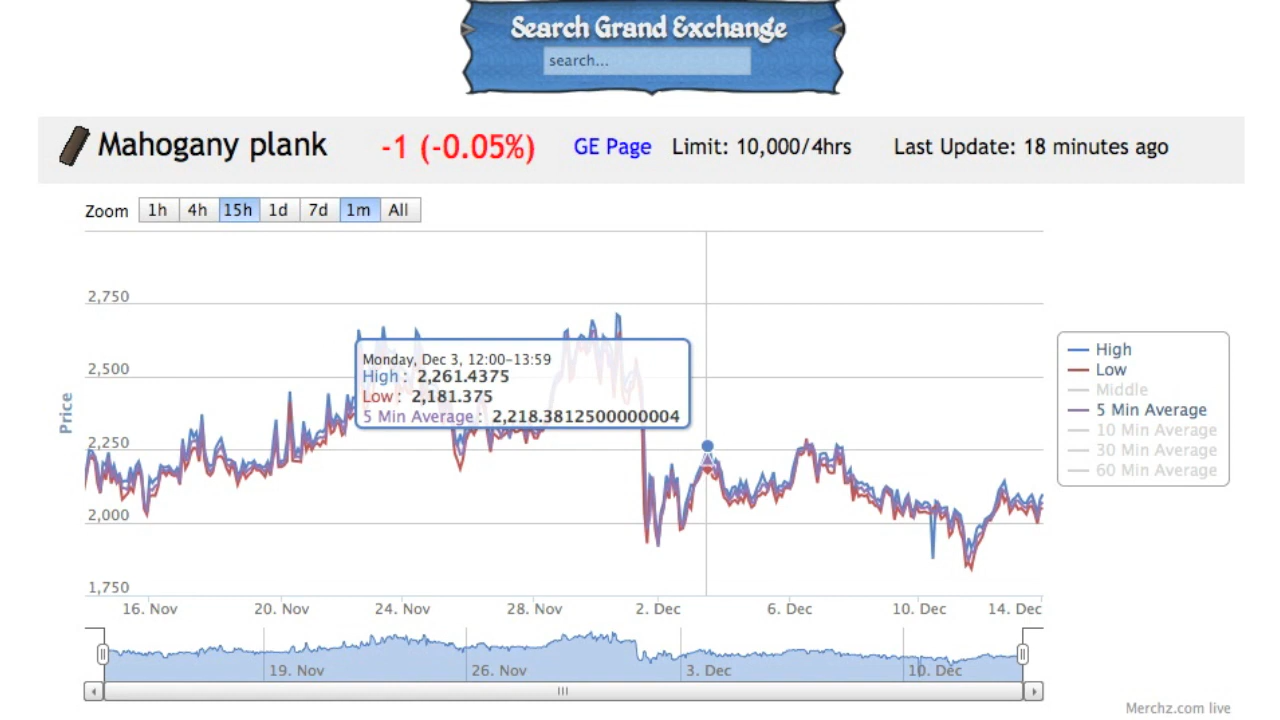 Search Grand Exchange
search...
Mahogany plank -1 (-0.05%) GE Page Limit: 10,000/4hrs Last Update: 18 minutes ago
Zoom 1h 4h 15h 1d 7d 1m All
2,750
2,500
2,250
2,000
1,750
Price
Monday, Dec 3, 12:00-13:59
High : 2,261.4375
Low : 2,181.375
5 Min Average : 2,218.3812500000004
High
Low
Middle
5 Min Average
10 Min Average
30 Min Average
60 Min Average
16. Nov 20. Nov 24. Nov 28. Nov 2. Dec 6. Dec 10. Dec 14. Dec
19. Nov 26. Nov 3. Dec 10. Dec
Merchz.com live